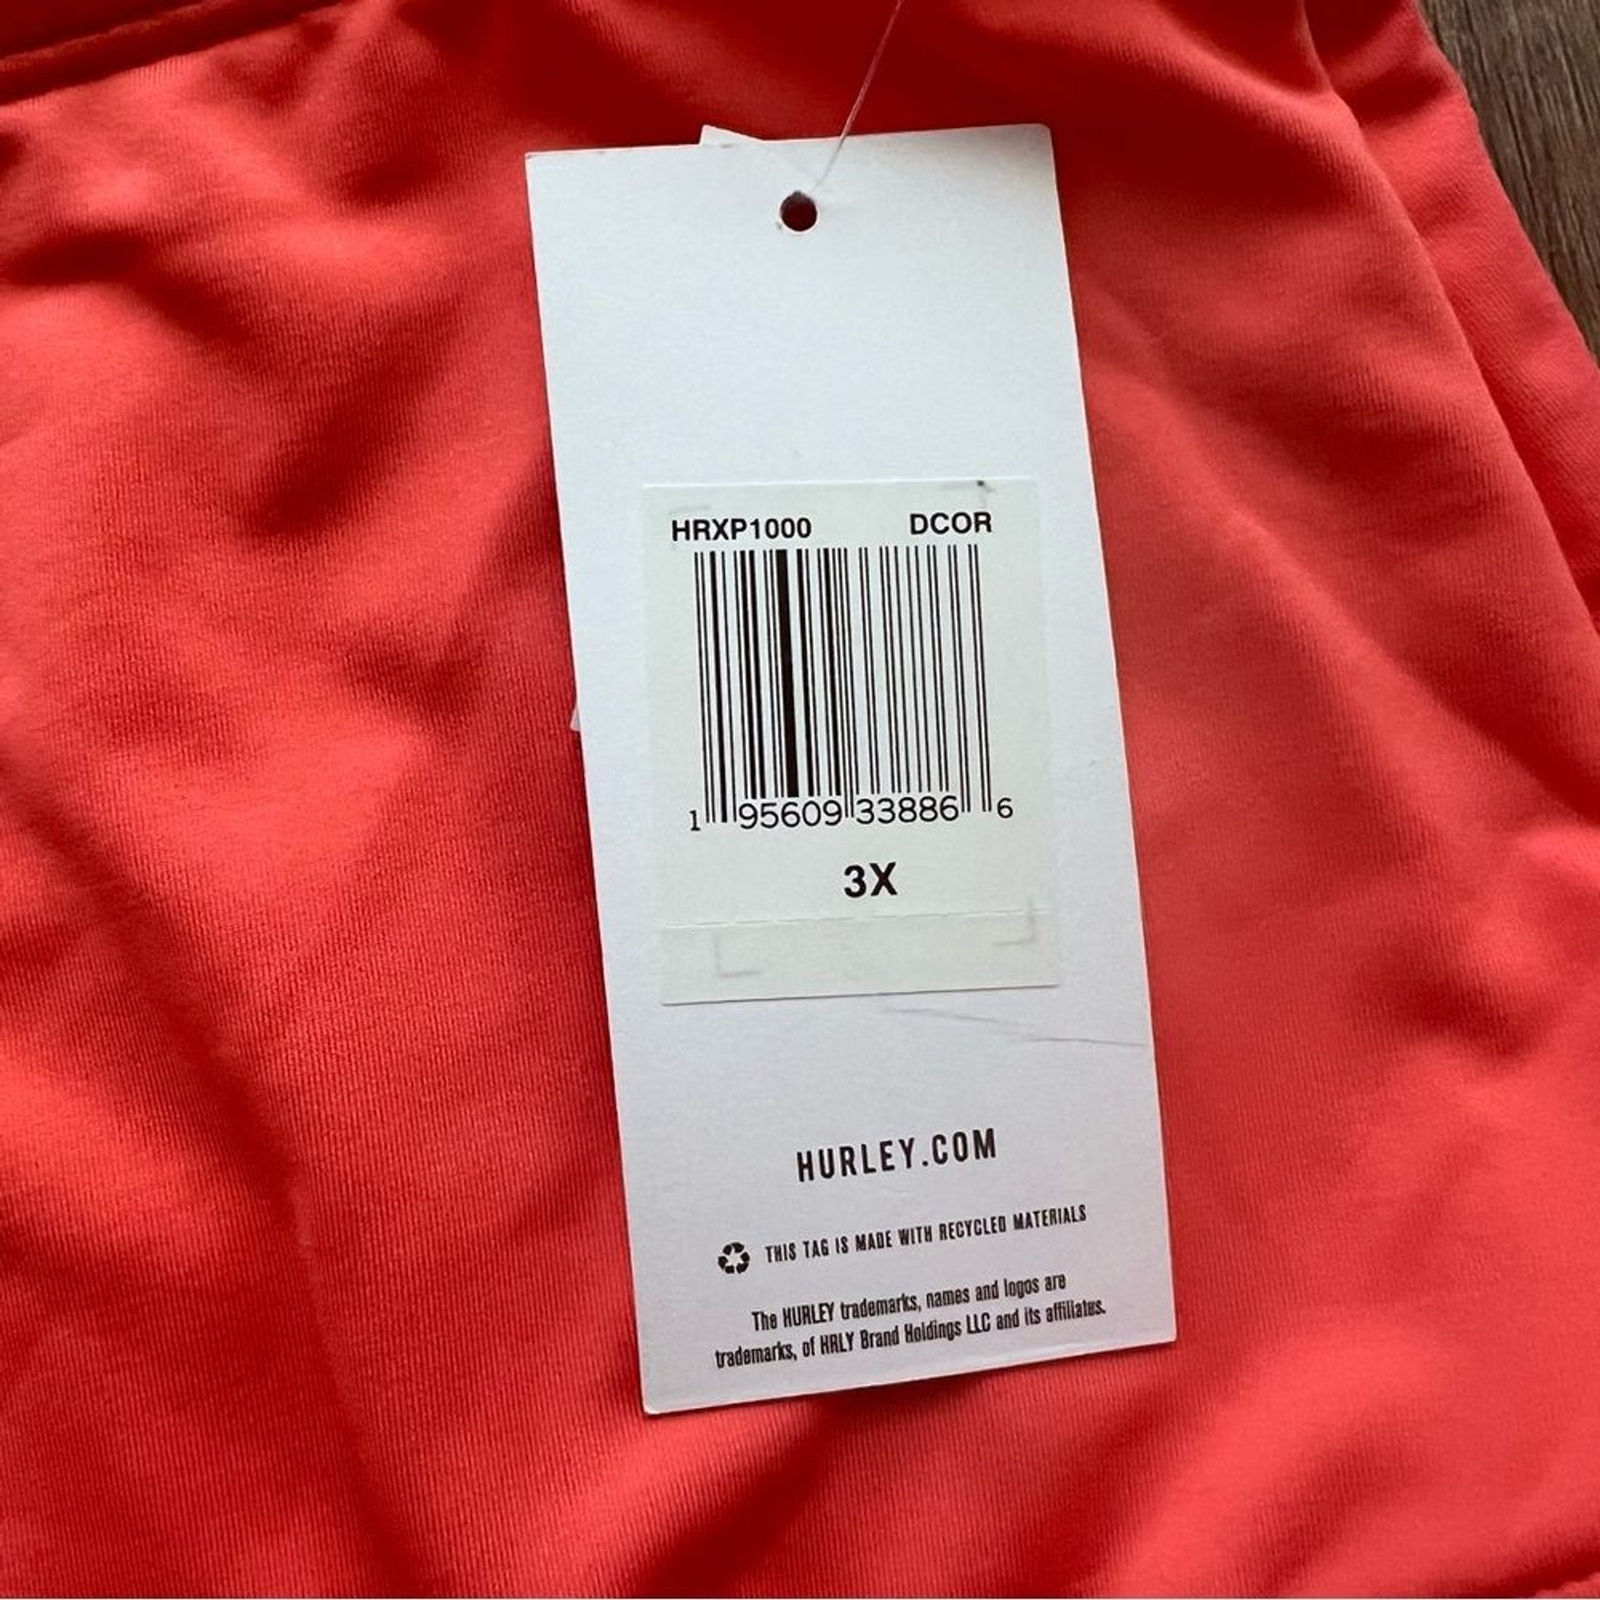 HRXP1000 DCOR
1 95609 33886 6
3X
HURLEY.COM
THIS TAG IS MADE WITH RECYCLED MATERIALS
The HURLEY trademarks, names and logos are
trademarks, of HRLY Brand Holdings LLC and its affiliates.